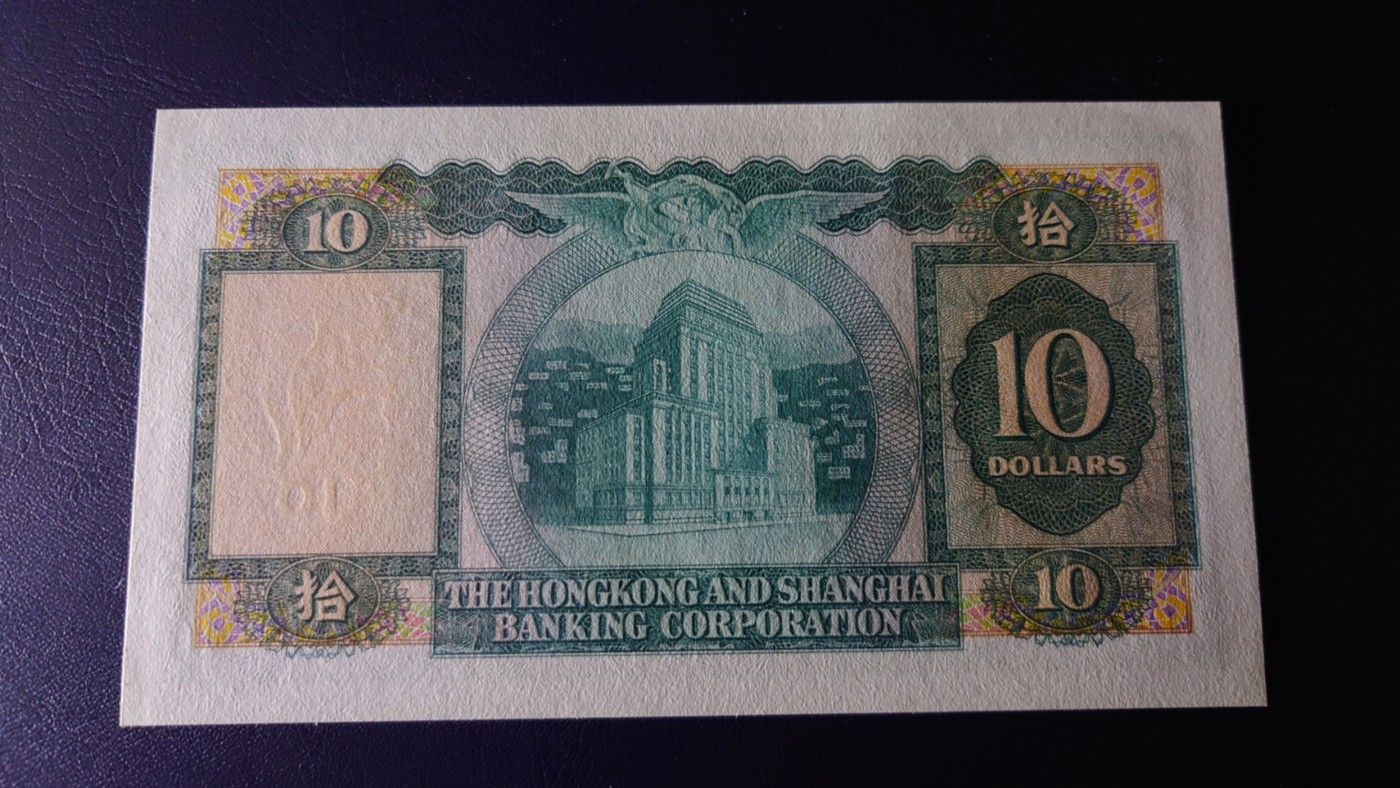 10
拾
10
DOLLARS
拾
10
THE HONGKONG AND SHANGHAI
BANKING CORPORATION